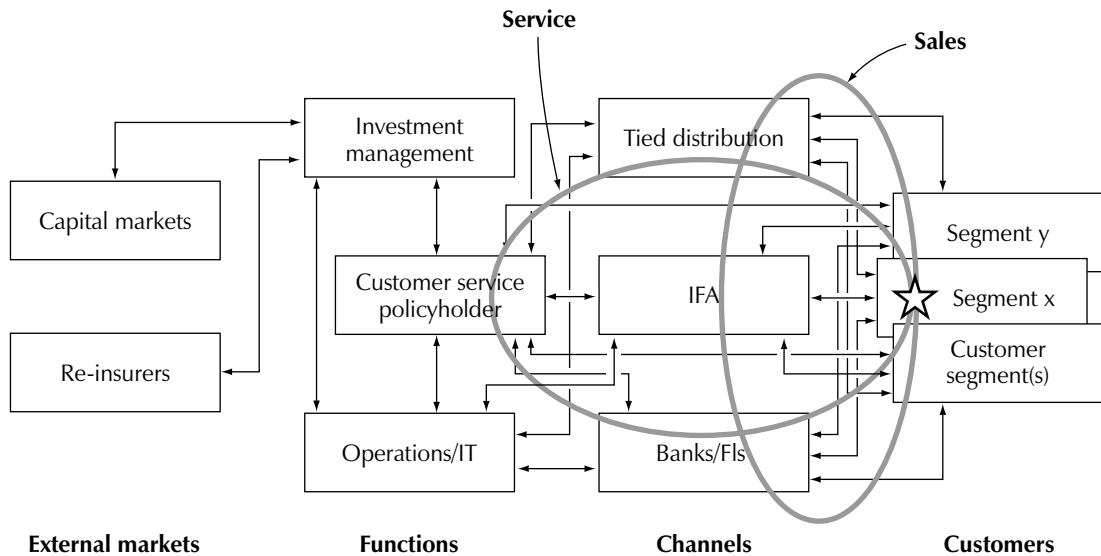 Service
Sales
Investment
management
Tied distribution
Capital markets
Segment y
Customer service
policyholder
IFA
Segment x
Re-insurers
Customer
segment(s)
Operations/IT
Banks/FIs
External markets
Functions
Channels
Customers